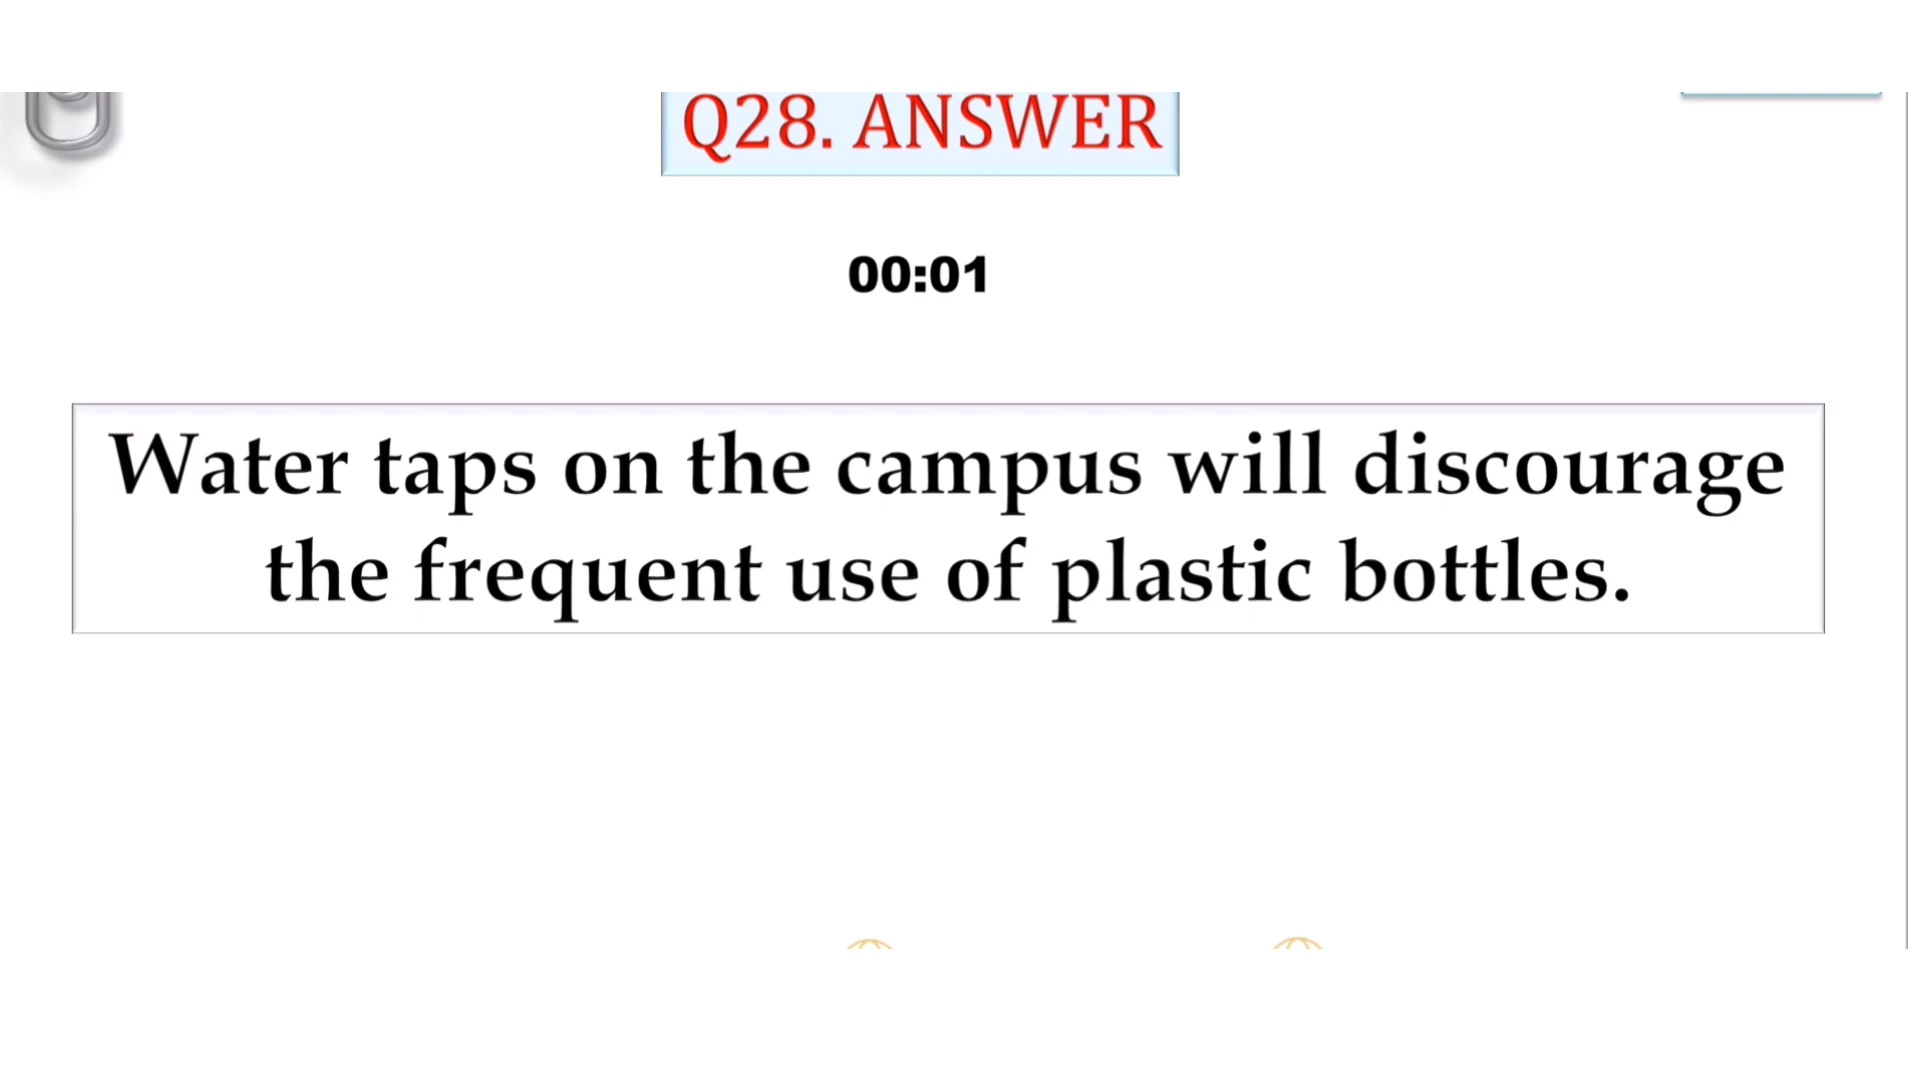 Q28. ANSWER
00:01
Water taps on the campus will discourage
the frequent use of plastic bottles.